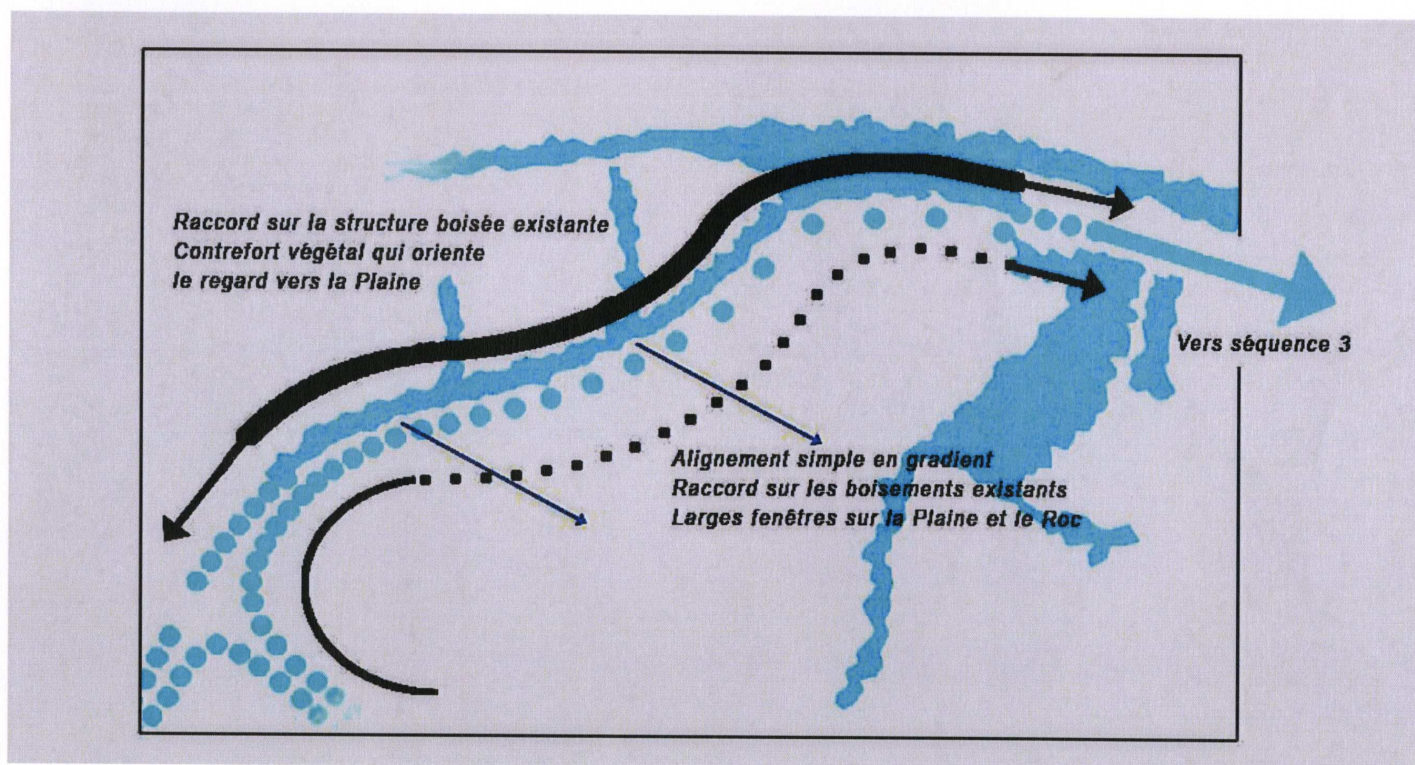 Raccord sur la structure boisée existante
Contrefort végétal qui oriente
le regard vers la Plaine
Vers séquence 3
Alignement simple en gradient
Raccord sur les boisements existants
Larges fenêtres sur la Plaine et le Roc